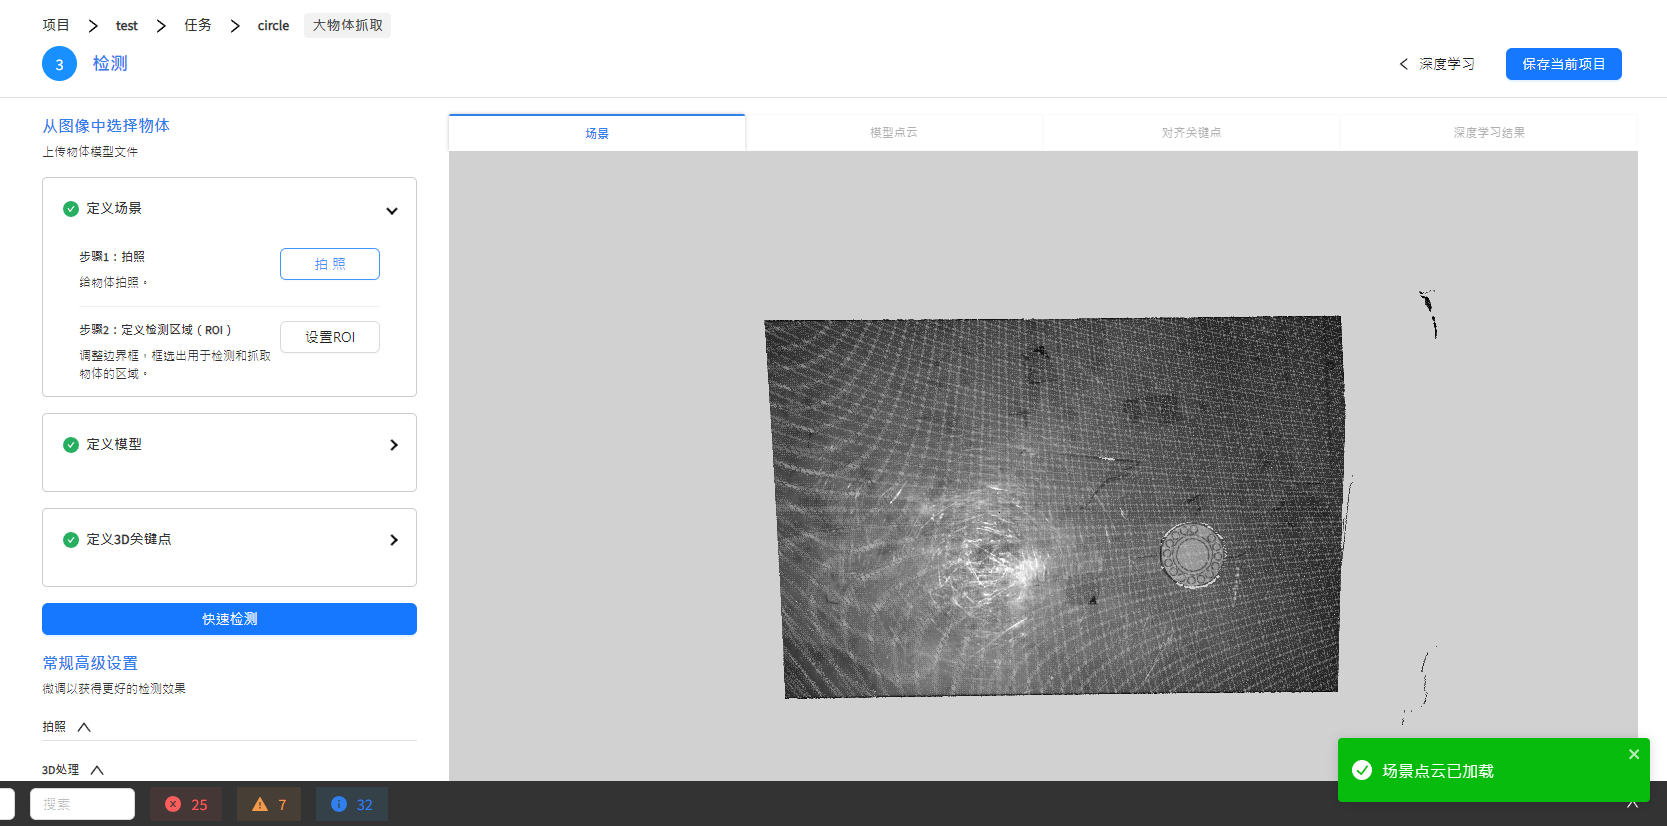 项目 > test > 任务 > circle 大物体抓取
3 检测
< 深度学习
保存当前项目
从图像中选择物体
上传物体模型文件
定义场景
步骤1：拍照
给物体拍照。
拍 照
步骤2：定义检测区域（ROI）
调整边界框，框选出用于检测和抓取
物体的区域。
设置ROI
定义模型
定义3D关键点
快速检测
常规高级设置
微调以获得更好的检测效果
拍照
3D处理
场景
模型点云
对齐关键点
深度学习结果
场景点云已加载
搜索
25
7
32